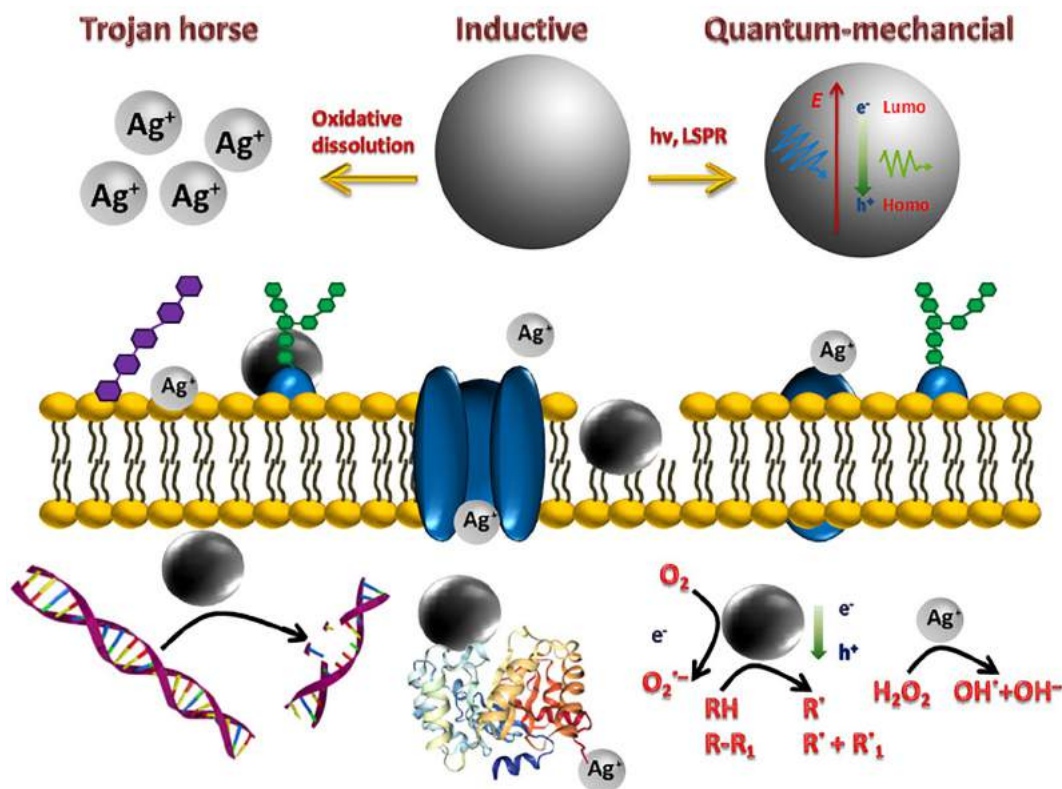 Trojan horse
Inductive
Quantum-mechancial
Ag⁺
Ag⁺
Ag⁺
Ag⁺
Oxidative
dissolution
hv, LSPR
E
e⁻
Lumo
h⁺
Homo
Ag⁺
Ag⁺
Ag⁺
Ag⁺
O₂
e⁻
O₂•−
RH
R-R₁
R•
R• + R•₁
e⁻
h⁺
Ag⁺
H₂O₂
OH•+OH−
Ag⁺